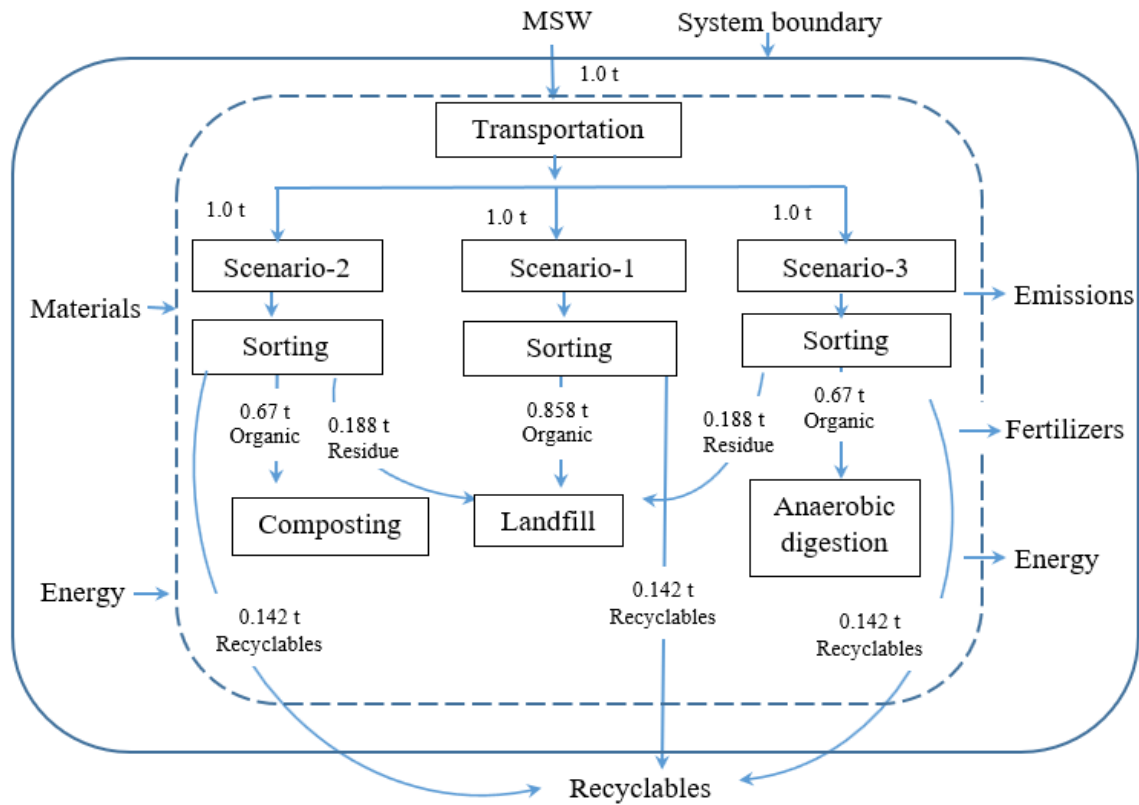 MSW
System boundary
1.0 t
Transportation
1.0 t
1.0 t
1.0 t
Scenario-2
Scenario-1
Scenario-3
Materials
Emissions
Sorting
Sorting
Sorting
0.67 t
Organic
0.188 t
Residue
0.858 t
Organic
0.188 t
Residue
0.67 t
Organic
Fertilizers
Composting
Landfill
Anaerobic
digestion
Energy
Energy
0.142 t
Recyclables
0.142 t
Recyclables
0.142 t
Recyclables
Recyclables